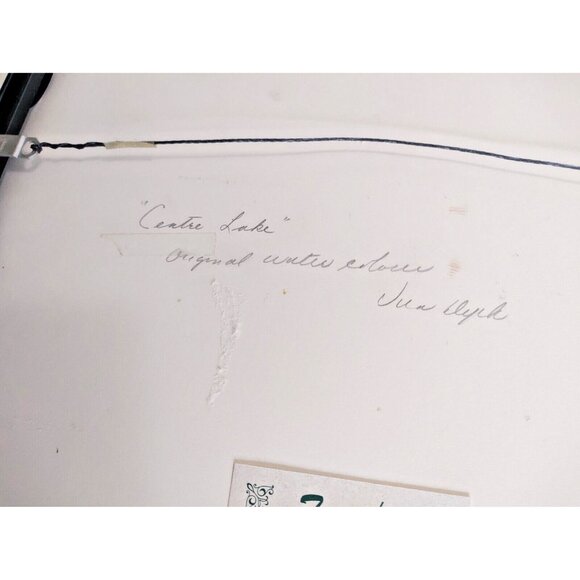 "Centre Lake"
Original water colour